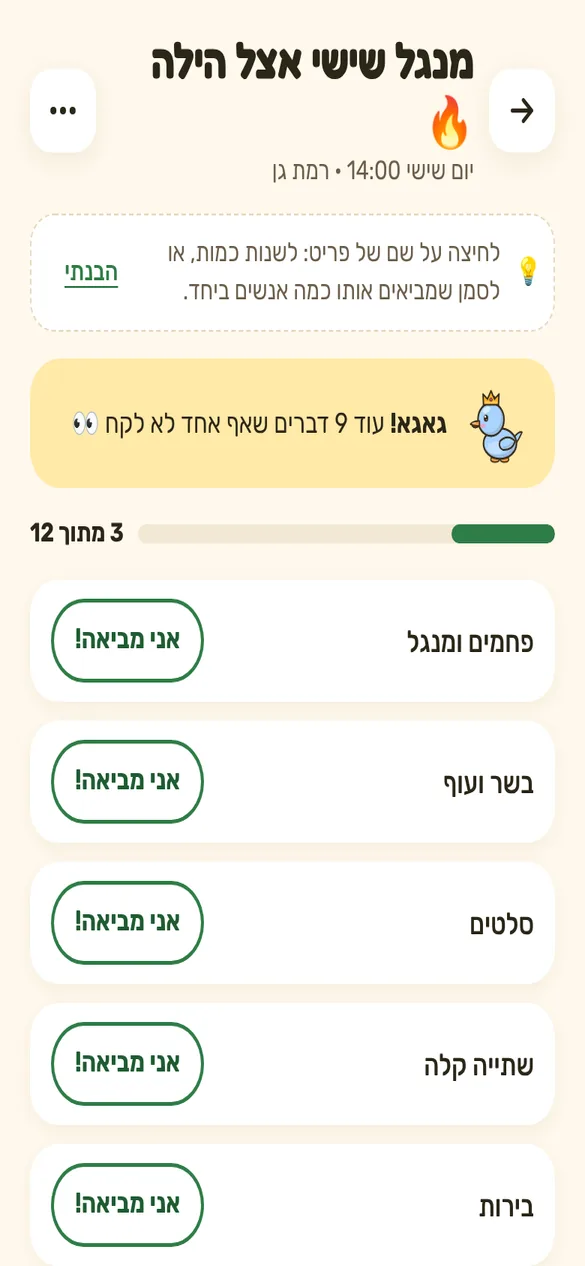 מנגל שישי אצל הילה
🔥
יום שישי 14:00 • רמת גן
לחיצה על שם של פריט: לשנות כמות, או
לסמן שמביאים אותו כמה אנשים ביחד.
הבנתי
גאגא! עוד 9 דברים שאף אחד לא לקח 👀
3 מתוך 12
פחמים ומנגל
אני מביאה!
בשר ועוף
אני מביאה!
סלטים
אני מביאה!
שתייה קלה
אני מביאה!
בירות
אני מביאה!